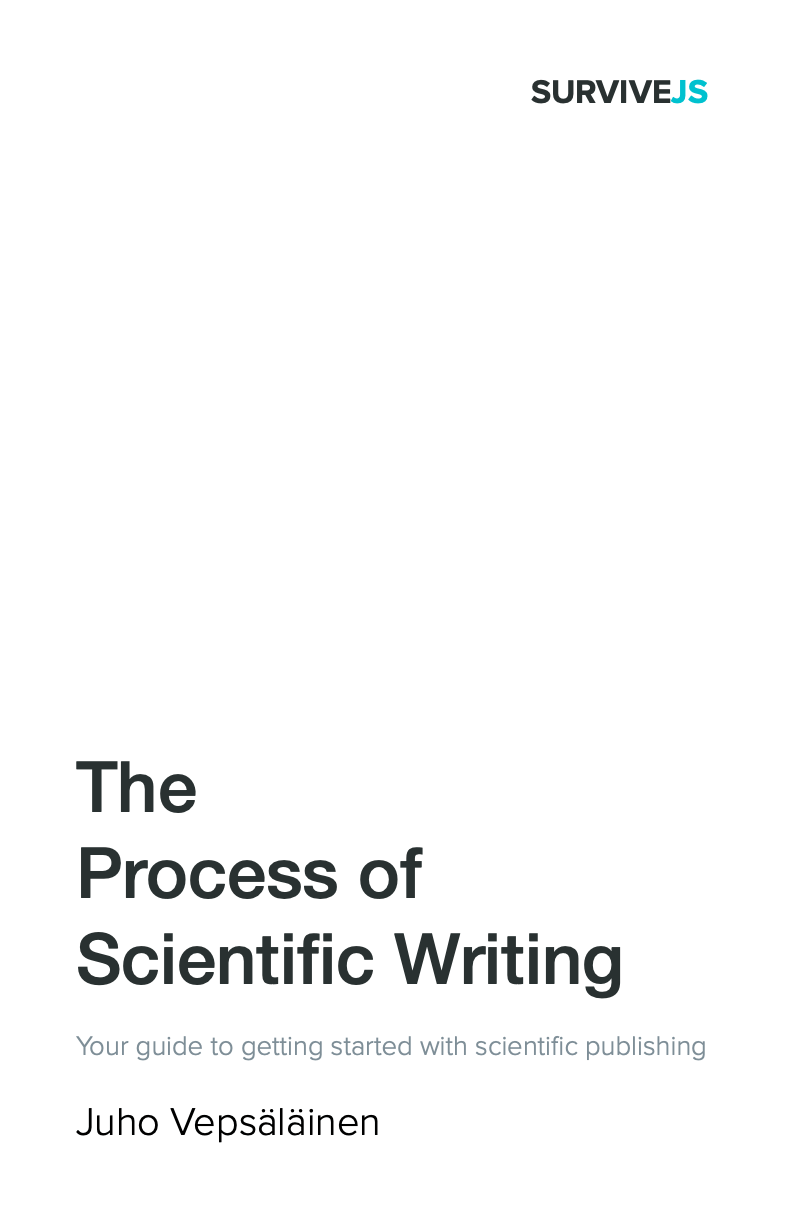 SURVIVEJS
The
Process of
Scientific Writing
Your guide to getting started with scientific publishing
Juho Vepsäläinen